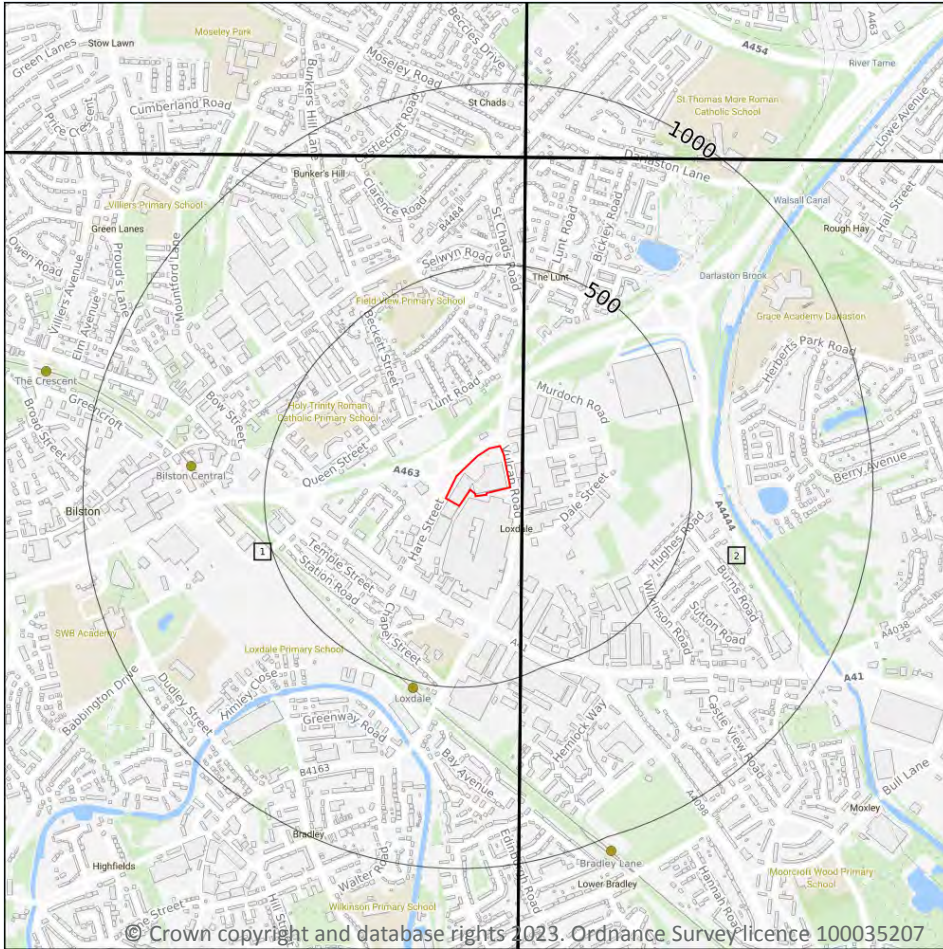 Green Lanes
Stow Lawn
Moseley Park
Beccles Drive
Moseley Road
A454
A463
River Tame
Price Crescent
Cumberland Road
Bunkers Hill Lane
Castlecroft Road
St Chads
St Thomas More Roman
Catholic School
Lowe Avenue
1000
Darlaston Lane
Bunker's Hill
Clarence Road
Villiers Primary School
Green Lanes
B4484
St Chads Road
Lunt Road
Bickley Road
Walsall Canal
Hall Street
Rough Hay
Owen Road
Villiers Avenue
Proud's Lane
Mountford Lane
Selwyn Road
The Lunt
Darlaston Brook
Elm Avenue
Field View Primary School
500
Grace Academy Darlaston
Beckett Street
Herberts Park Road
The Crescent
Broad Street
Greencroft
Bow Street
Lunt Road
Murdoch Road
Holy Trinity Roman
Catholic Primary School
Queen Street
Bilston Central
A463
Vulcan Road
Berry Avenue
Bilston
Hare Street
Dale Street
Loxdale
A4444
1
2
Temple Street
Station Road
Hughes Road
Burns Road
Wilkinson Road
Sutton Road
Chapel Street
SWB Academy
A4038
Loxdale Primary School
A41
Babbington Drive
Dudley Street
Himley Close
Loxdale
Greenway Road
Hemlock Way
Castle View Road
B4163
Bay Avenue
Bull Lane
A4098
Moxley
Bradley
Highfields
Walter Road
Edinburgh Road
Bradley Lane
Lower Bradley
Hannah Road
Moorcroft Wood Primary
School
Hill Street
Wilkinson Primary School
© Crown copyright and database rights 2023. Ordnance Survey licence 100035207